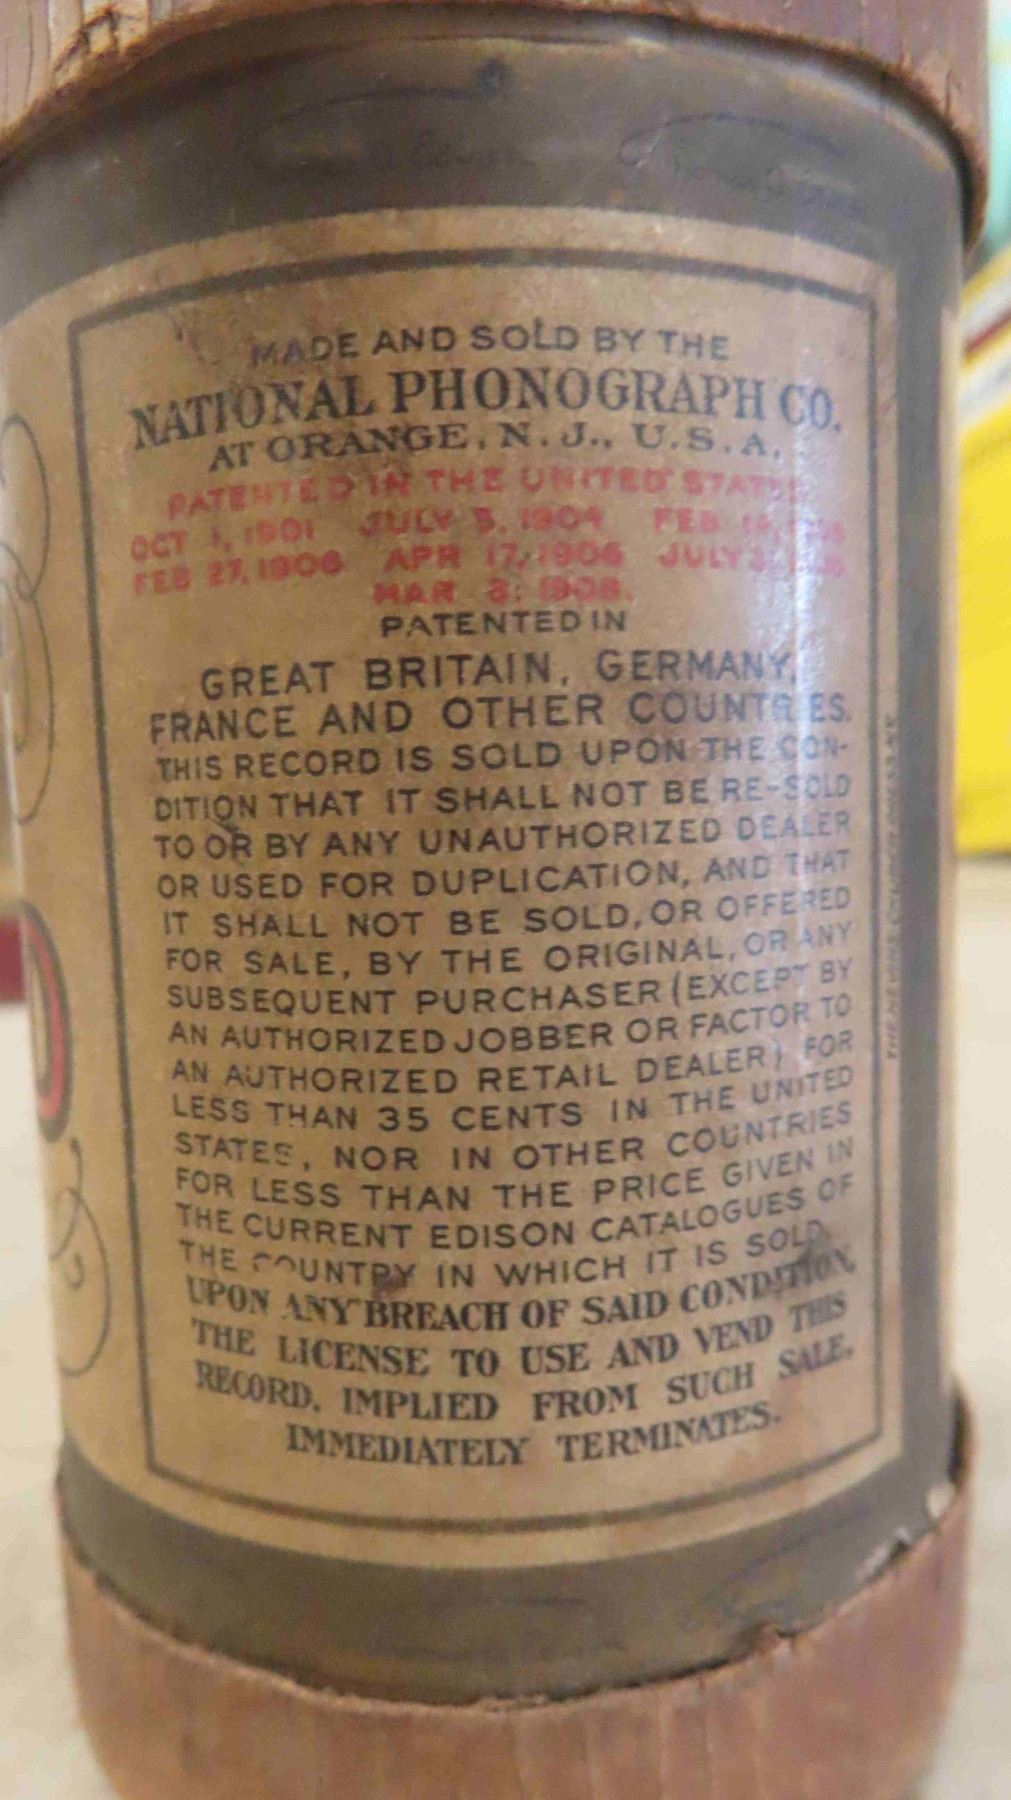 MADE AND SOLD BY THE
NATIONAL PHONOGRAPH CO.
AT ORANGE, N.J., U.S.A.
PATENTED IN THE UNITED STATES
OCT 1, 1901 JULY 5, 1904 FEB 14,
FEB 27, 1906 APR 17, 1906 JULY
MAR 3, 1908.
PATENTED IN
GREAT BRITAIN, GERMANY,
FRANCE AND OTHER COUNTRIES.
THIS RECORD IS SOLD UPON THE CON-
DITION THAT IT SHALL NOT BE RE-SOLD
TO OR BY ANY UNAUTHORIZED DEALER
OR USED FOR DUPLICATION, AND THAT
IT SHALL NOT BE SOLD, OR OFFERED
FOR SALE, BY THE ORIGINAL, OR ANY
SUBSEQUENT PURCHASER (EXCEPT BY
AN AUTHORIZED JOBBER OR FACTOR TO
AN AUTHORIZED RETAIL DEALER) FOR
LESS THAN 35 CENTS IN THE UNITED
STATES, NOR IN OTHER COUNTRIES
FOR LESS THAN THE PRICE GIVEN IN
THE CURRENT EDISON CATALOGUES OF
THE COUNTRY IN WHICH IT IS SOLD.
UPON ANY BREACH OF SAID CONDITION,
THE LICENSE TO USE AND VEND THIS
RECORD, IMPLIED FROM SUCH SALE,
IMMEDIATELY TERMINATES.